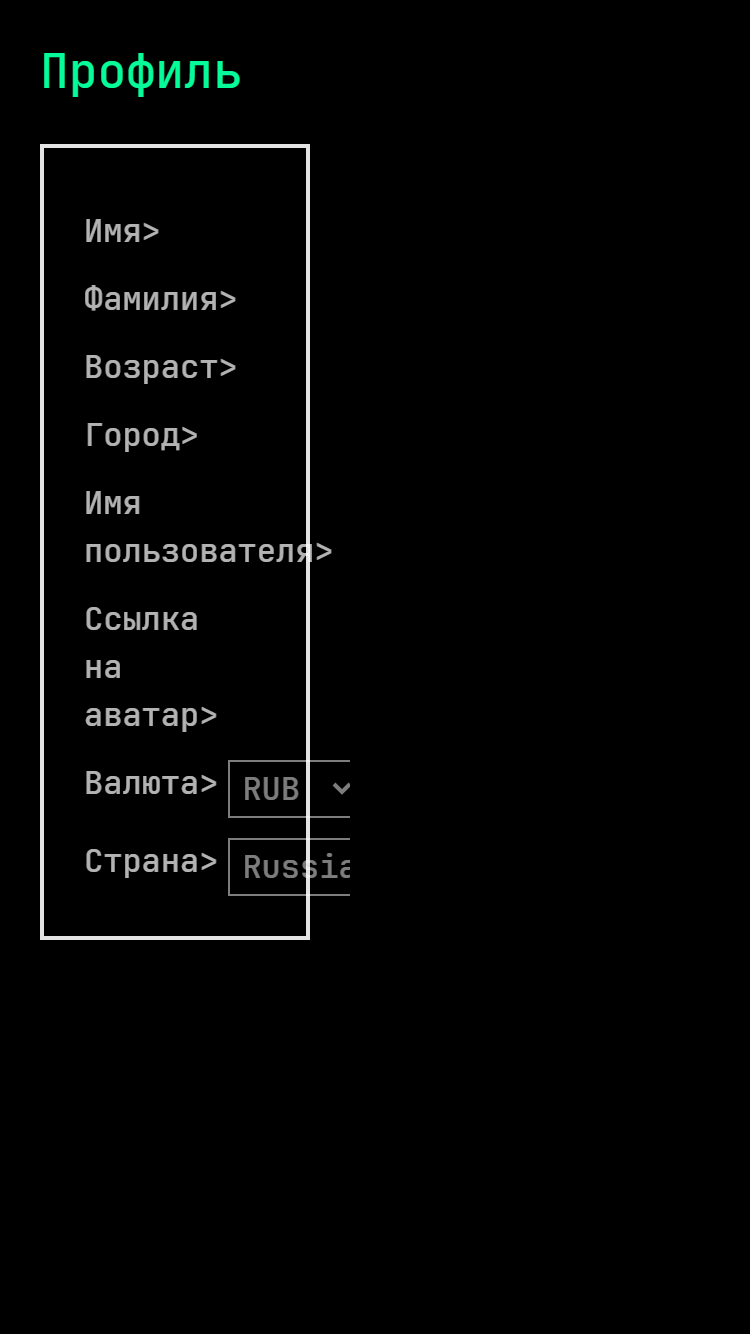 Профиль
Имя>
Фамилия>
Возраст>
Город>
Имя
пользователя>
Ссылка
на
аватар>
Валюта> RUB
Страна> Russia